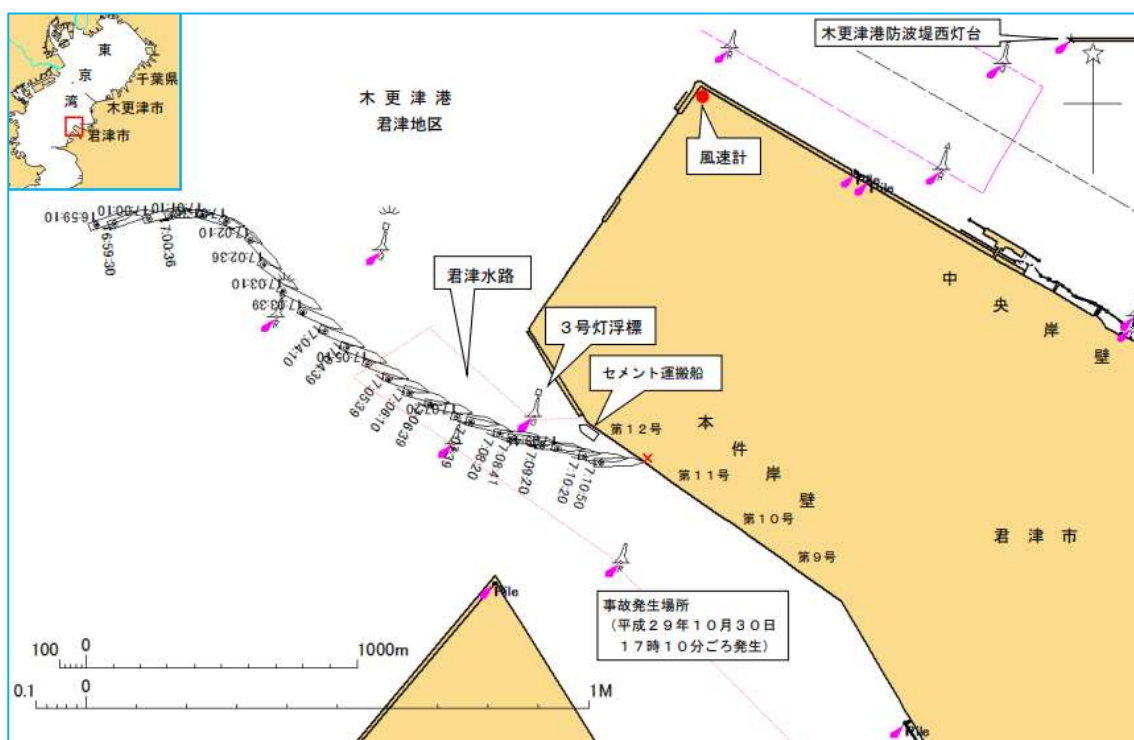 東
京
湾
千葉県
木更津市
君津市
木更津港
君津地区
木更津港防波堤西灯台
風速計
君津水路
3号灯浮標
セメント運搬船
中
央
岸
壁
本
件
岸
壁
第12号
第11号
第10号
第9号
君津市
16:59:10
16:59:30
17:00:10
17:00:36
17:02:10
17:02:36
17:03:10
17:03:39
17:04:10
17:04:39
17:05:10
17:05:39
17:06:10
17:06:39
7:08:20
7:08:41
7:09:20
7:10:20
7:10:50
Pile
事故発生場所
(平成29年10月30日
17時10分ごろ発生)
Pile
100 0 1000m
0.1 0 1M
Pile